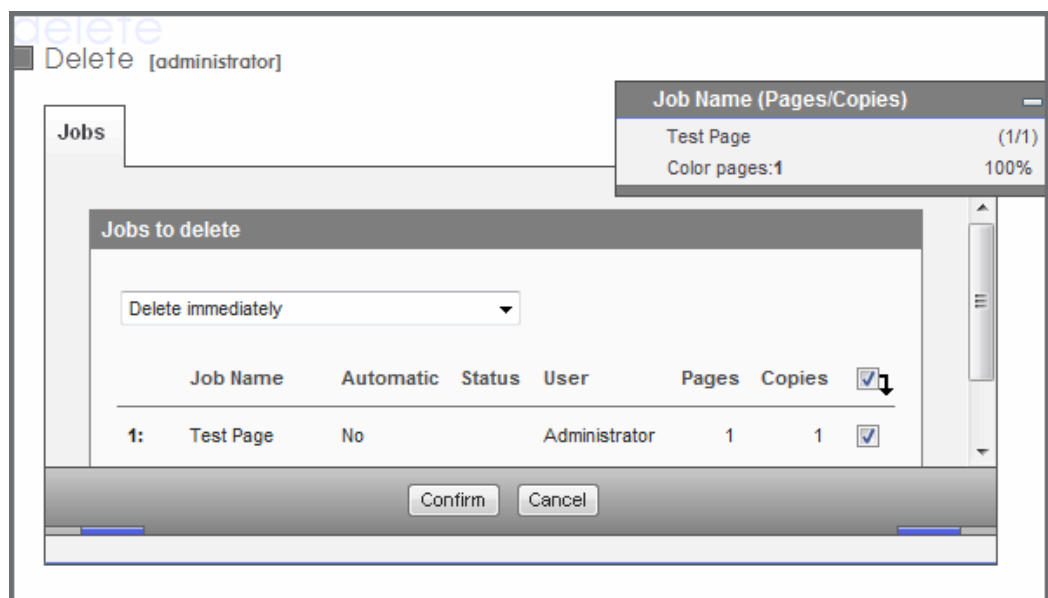 delete
Delete [administrator]
Job Name (Pages/Copies)
Test Page (1/1)
Color pages:1 100%
Jobs
Jobs to delete
Delete immediately
Job Name Automatic Status User Pages Copies
1: Test Page No Administrator 1 1
Confirm Cancel